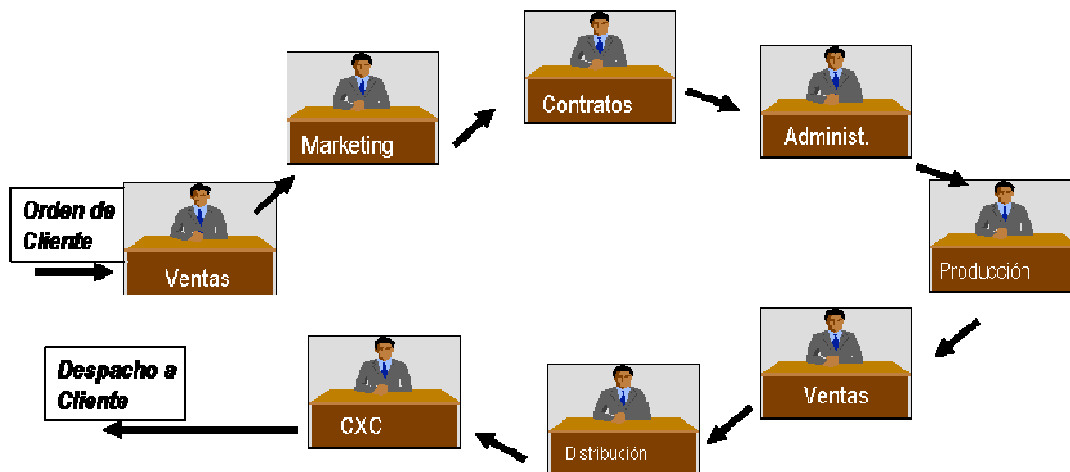 Orden de
Cliente
Ventas
Marketing
Contratos
Administ.
Producción
Ventas
Distribución
CXC
Despacho a
Cliente